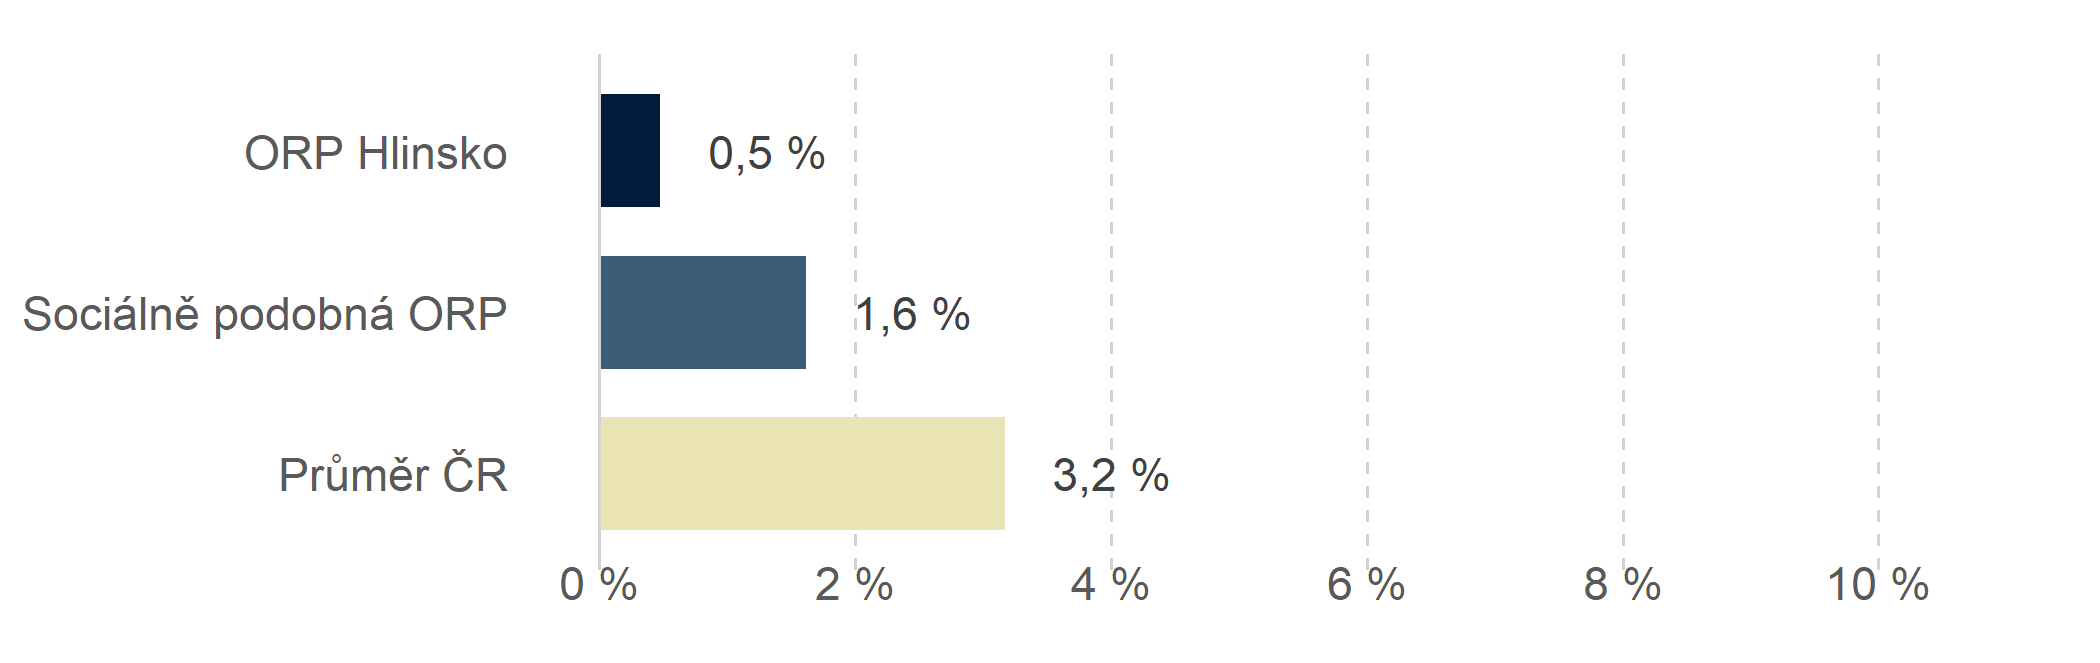 ORP Hlinsko
0,5 %
Sociálně podobná ORP
1,6 %
Průměr ČR
3,2 %
0 % 2 % 4 % 6 % 8 % 10 %